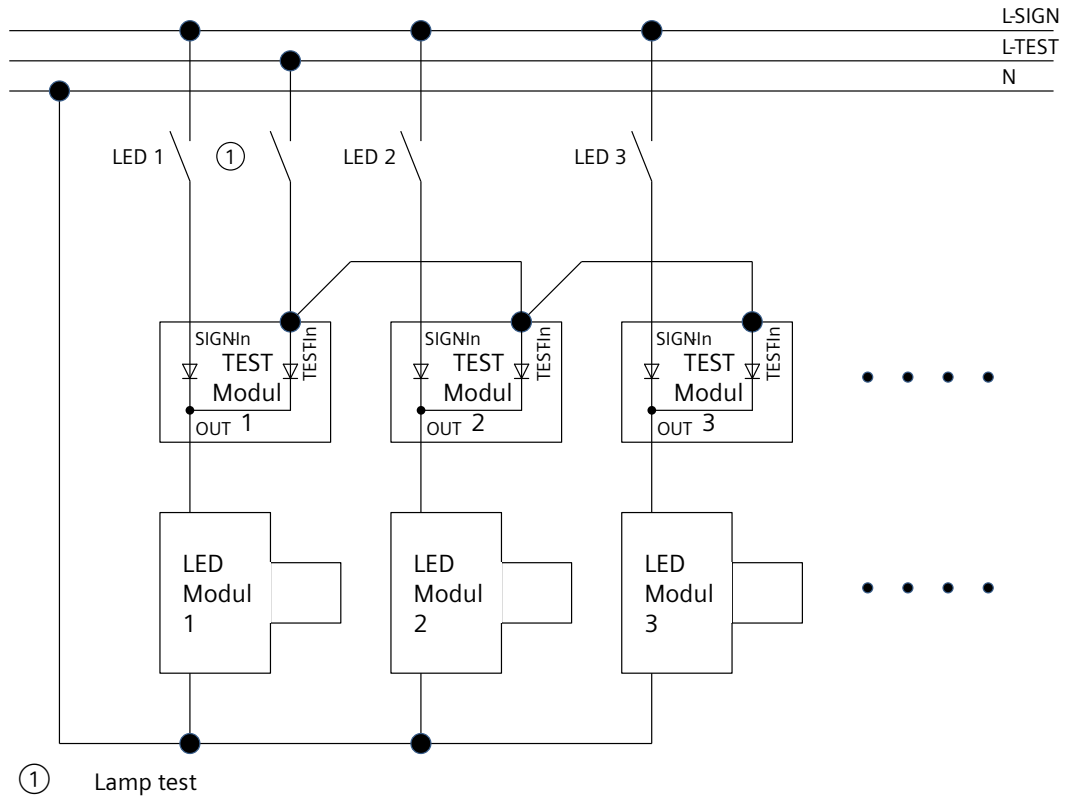 L-SIGN
L-TEST
N
LED 1
1
LED 2
LED 3
SIGN-In
TEST-In
TEST
Modul
1
OUT
SIGN-In
TEST-In
TEST
Modul
2
OUT
SIGN-In
TEST-In
TEST
Modul
3
OUT
LED
Modul
1
LED
Modul
2
LED
Modul
3
1 Lamp test